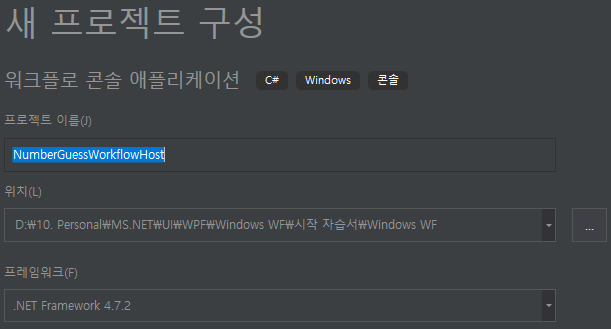 새 프로젝트 구성
워크플로 콘솔 애플리케이션 C# Windows 콘솔
프로젝트 이름(J)
NumberGuessWorkflowHost
위치(L)
D:₩10. Personal₩MS.NET₩UI₩WPF₩Windows WF₩시작 자습서₩Windows WF
...
프레임워크(F)
.NET Framework 4.7.2